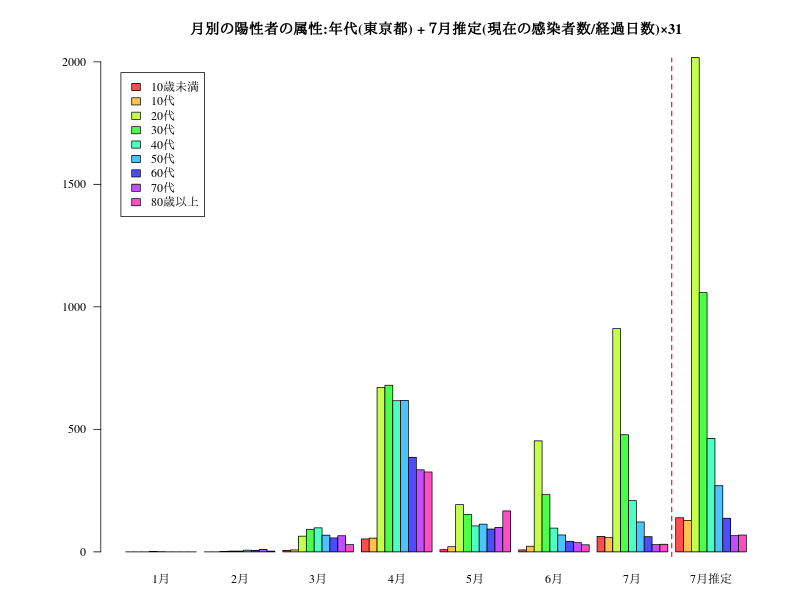 月別の陽性者の属性:年代(東京都) + 7月推定(現在の感染者数/経過日数)×31
2000
1500
1000
500
0
10歳未満
10代
20代
30代
40代
50代
60代
70代
80歳以上
1月
2月
3月
4月
5月
6月
7月
7月推定